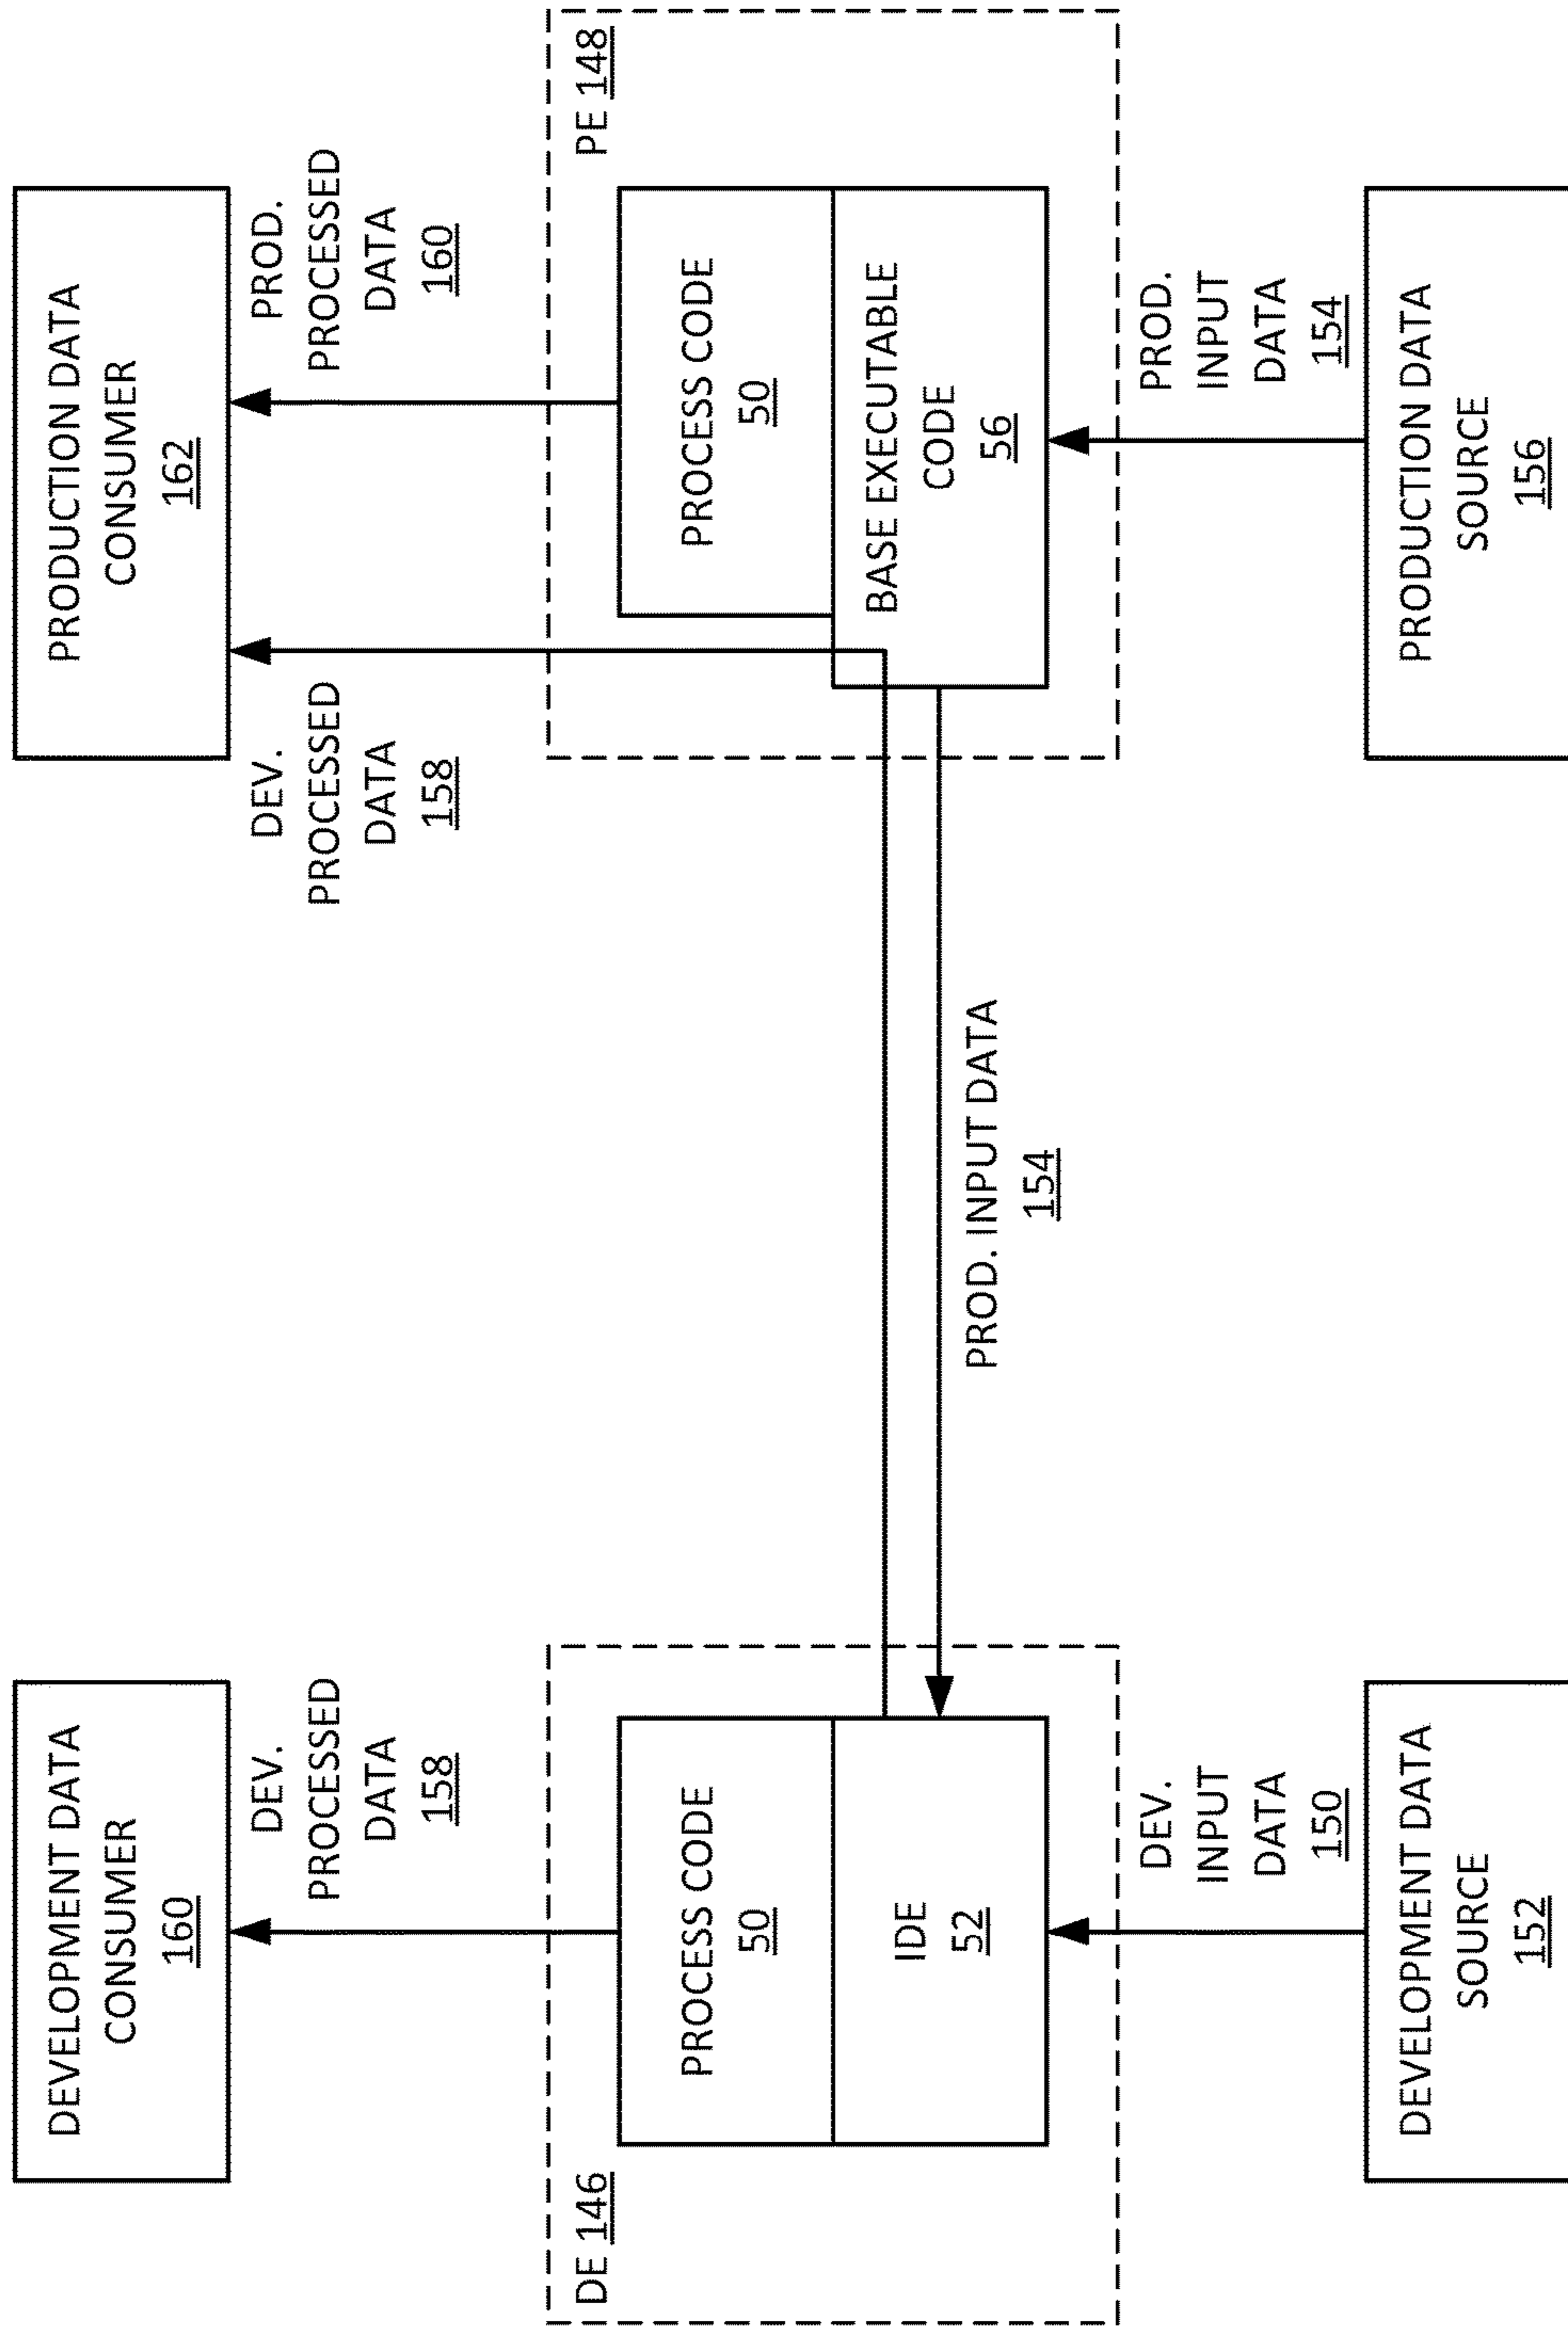 DEVELOPMENT DATA
CONSUMER
160
PRODUCTION DATA
CONSUMER
162
DEV.
PROCESSED
DATA
158
DEV.
PROCESSED
DATA
158
PROD.
PROCESSED
DATA
160
DE 146
PROCESS CODE
50
IDE
52
PE 148
PROCESS CODE
50
BASE EXECUTABLE
CODE
56
PROD. INPUT DATA
154
DEV.
INPUT
DATA
150
PROD.
INPUT
DATA
154
DEVELOPMENT DATA
SOURCE
152
PRODUCTION DATA
SOURCE
156